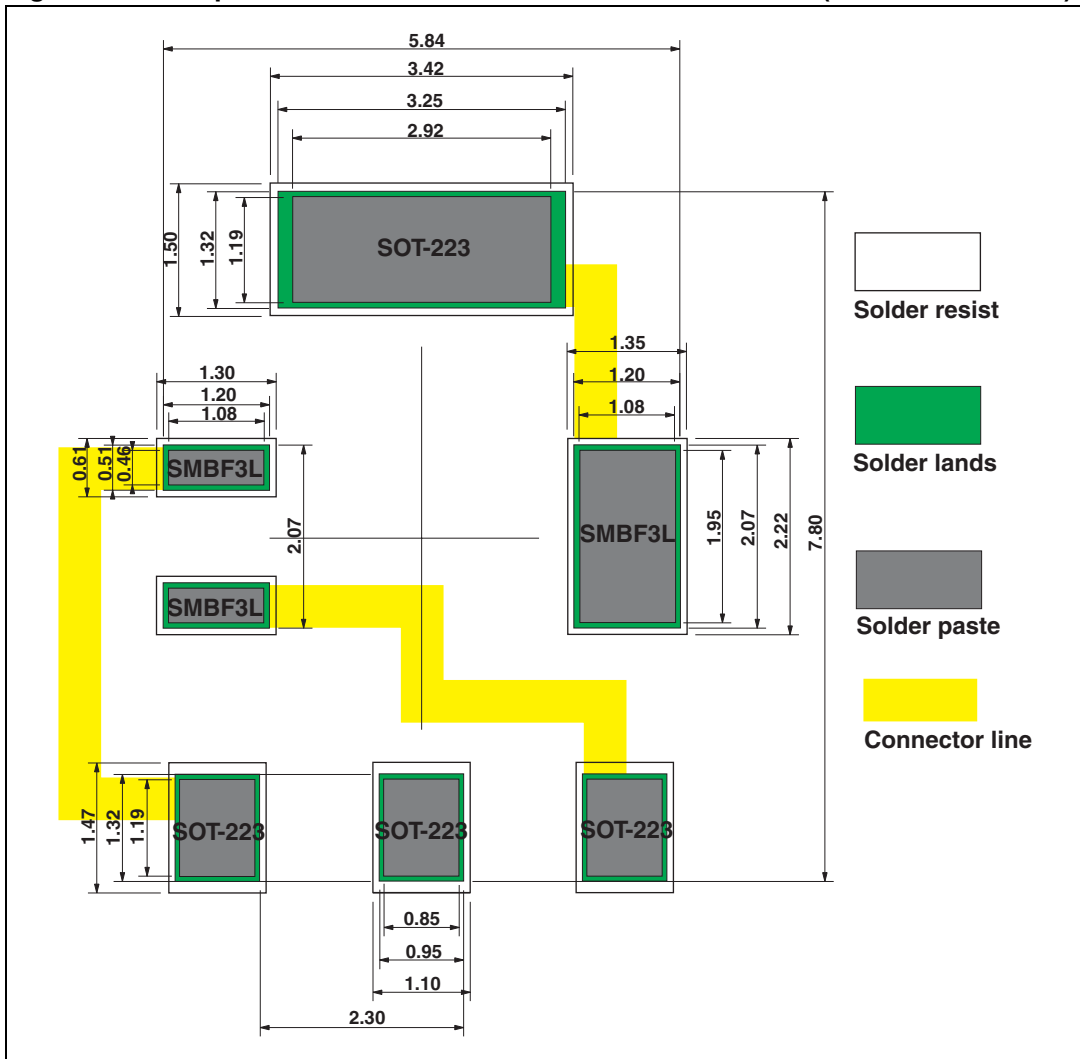 5.84
3.42
3.25
2.92
1.50
1.32
1.19
SOT-223
Solder resist
1.30
1.20
1.08
1.35
1.20
1.08
0.61
0.51
0.46
SMBF3L
Solder lands
2.07
SMBF3L
1.95
2.07
2.22
7.80
SMBF3L
Solder paste
Connector line
1.47
1.32
1.19
SOT-223
SOT-223
SOT-223
0.85
0.95
1.10
2.30